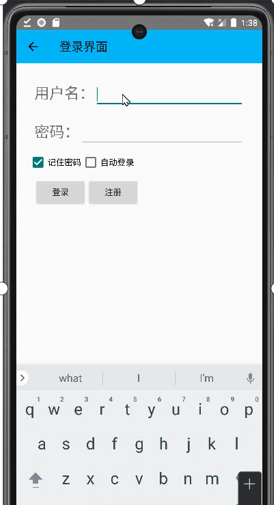 1:38
登录界面
用户名：
密码：
记住密码 自动登录
登录 注册
what I I'm
1 2 3 4 5 6 7 8 9 0
q w e r t y u i o p
a s d f g h j k l
z x c v b n m